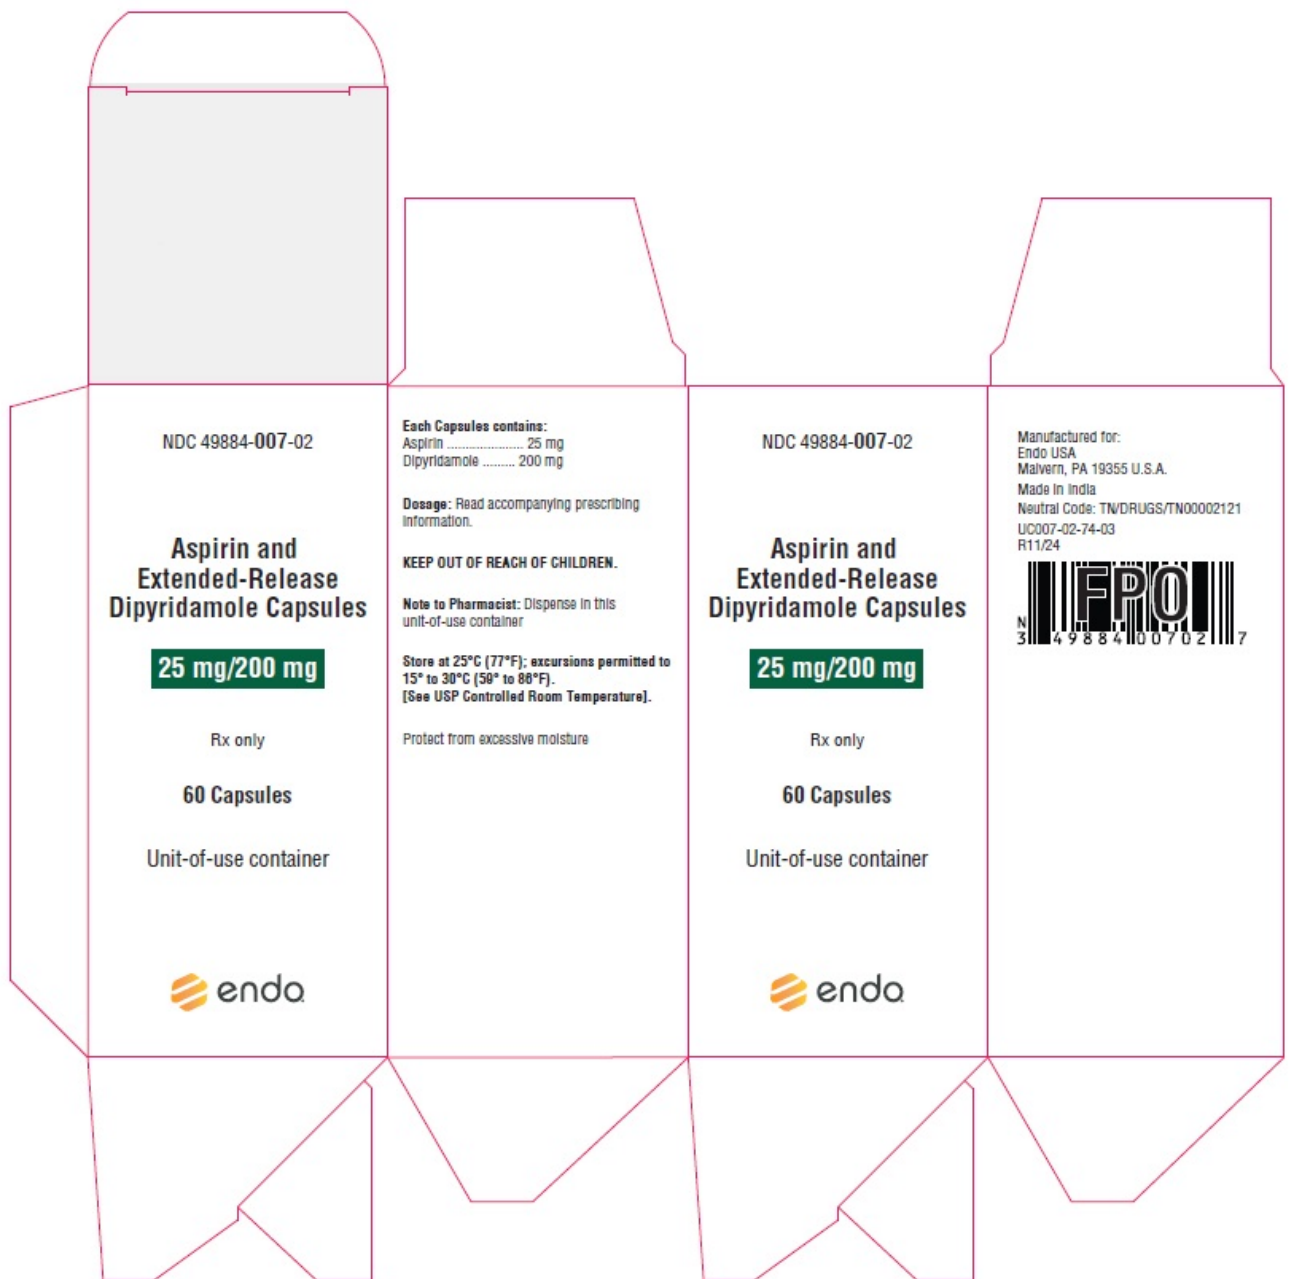 NDC 49884-007-02
Aspirin and
Extended-Release
Dipyridamole Capsules
25 mg/200 mg
Rx only
60 Capsules
Unit-of-use container
endo
Each Capsules contains:
Aspirin ..................... 25 mg
Dipyridamole ......... 200 mg
Dosage: Read accompanying prescribing
information.
KEEP OUT OF REACH OF CHILDREN.
Note to Pharmacist: Dispense in this
unit-of-use container
Store at 25°C (77°F); excursions permitted to
15° to 30°C (59° to 86°F).
[See USP Controlled Room Temperature].
Protect from excessive moisture
NDC 49884-007-02
Aspirin and
Extended-Release
Dipyridamole Capsules
25 mg/200 mg
Rx only
60 Capsules
Unit-of-use container
endo
Manufactured for:
Endo USA
Malvern, PA 19355 U.S.A.
Made in India
Neutral Code: TN/DRUGS/TN00002121
UC007-02-74-03
R11/24
FPO
N
3 49884 00702 7